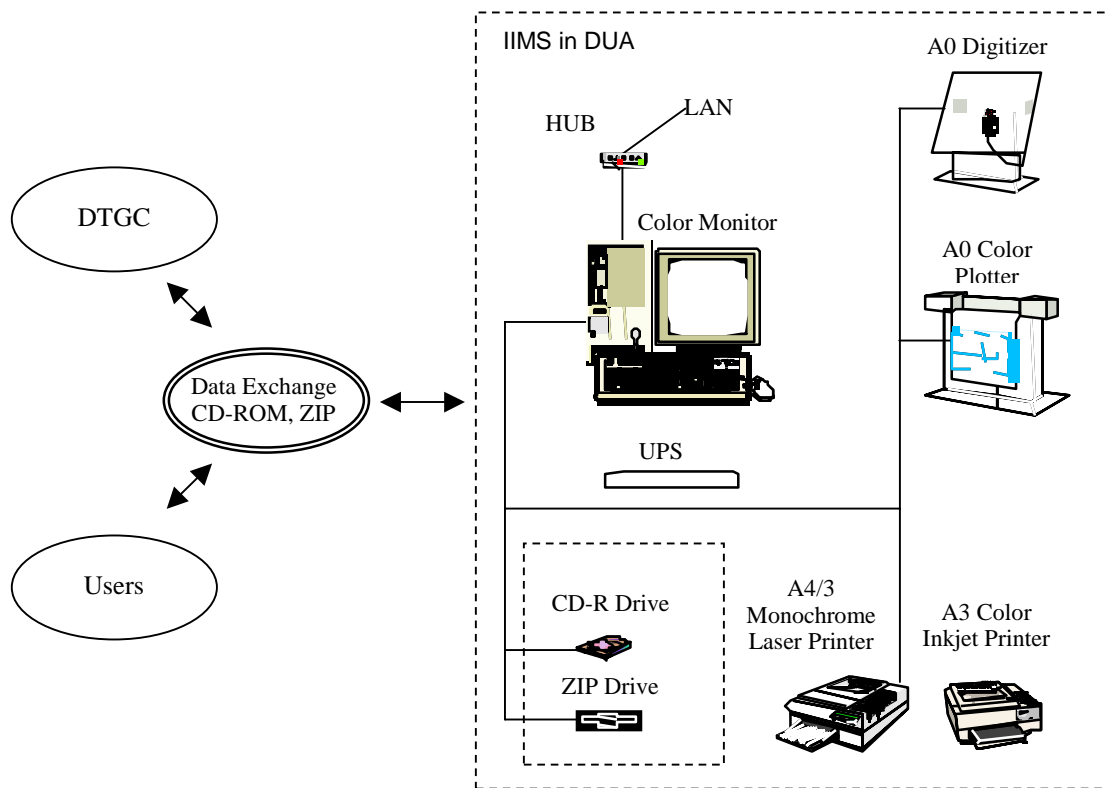 IIMS in DUA
A0 Digitizer
LAN
HUB
DTGC
Color Monitor
A0 Color
Plotter
Data Exchange
CD-ROM, ZIP
UPS
Users
CD-R Drive
ZIP Drive
A4/3
Monochrome
Laser Printer
A3 Color
Inkjet Printer